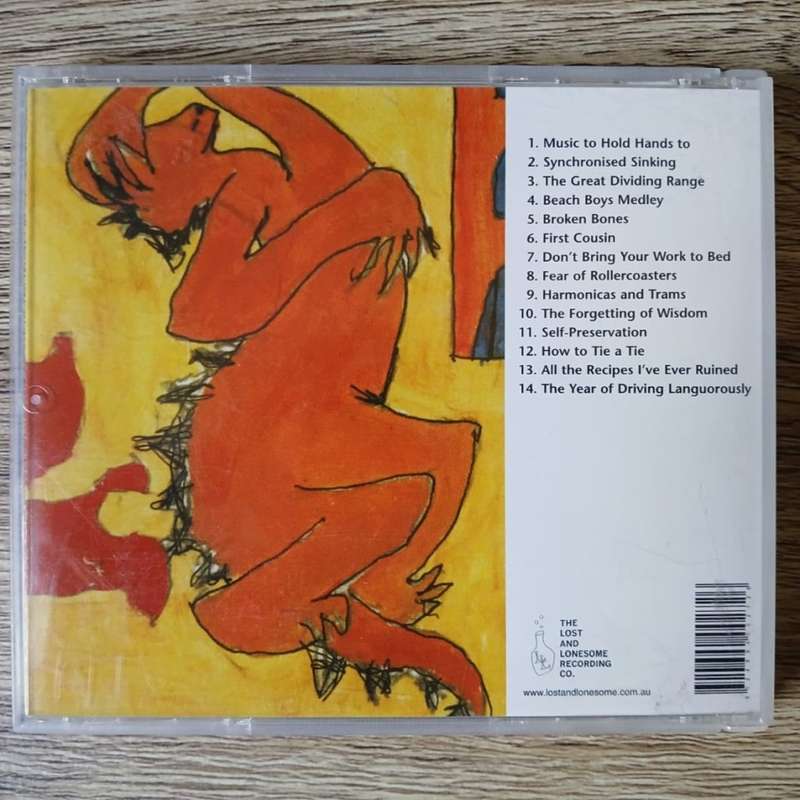 1. Music to Hold Hands to
2. Synchronised Sinking
3. The Great Dividing Range
4. Beach Boys Medley
5. Broken Bones
6. First Cousin
7. Don't Bring Your Work to Bed
8. Fear of Rollercoasters
9. Harmonicas and Trams
10. The Forgetting of Wisdom
11. Self-Preservation
12. How to Tie a Tie
13. All the Recipes I've Ever Ruined
14. The Year of Driving Languorously
THE
LOST
AND
LONESOME
RECORDING
CO.
www.lostandlonesome.com.au